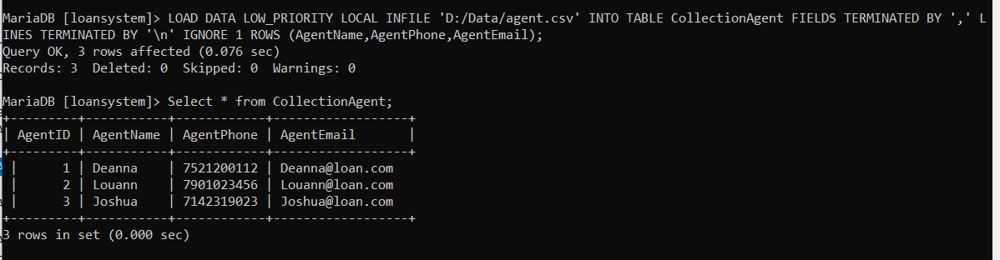 MariaDB [loansystem]> LOAD DATA LOW_PRIORITY LOCAL INFILE 'D:/Data/agent.csv' INTO TABLE CollectionAgent FIELDS TERMINATED BY ',' L
INES TERMINATED BY '\n' IGNORE 1 ROWS (AgentName,AgentPhone,AgentEmail);
Query OK, 3 rows affected (0.076 sec)
Records: 3  Deleted: 0  Skipped: 0  Warnings: 0
MariaDB [loansystem]> Select * from CollectionAgent;
+---------+-----------+------------+------------------+
| AgentID | AgentName | AgentPhone | AgentEmail       |
+---------+-----------+------------+------------------+
|       1 | Deanna    | 7521200112 | Deanna@loan.com
|       2 | Louann    | 7901023456 | Louann@loan.com
|       3 | Joshua    | 7142319023 | Joshua@loan.com
+---------+-----------+------------+------------------+
3 rows in set (0.000 sec)